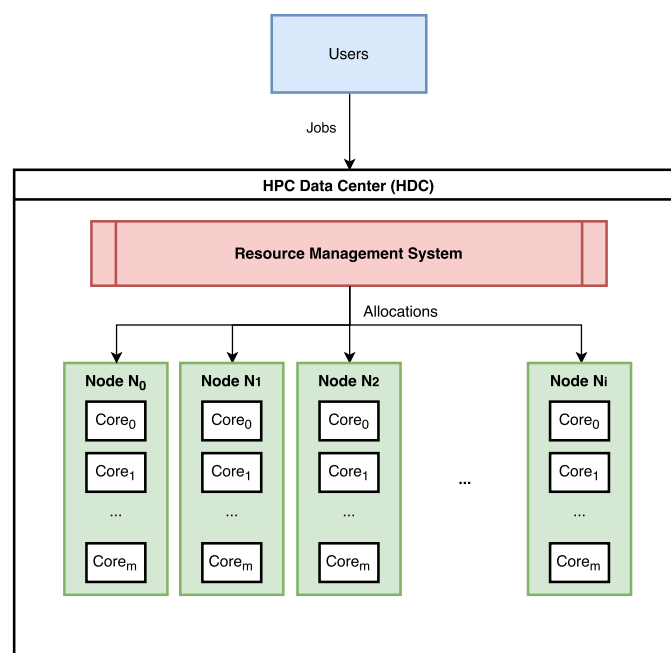 Users
Jobs
HPC Data Center (HDC)
Resource Management System
Allocations
Node N₀ Node N1 Node N2 Node Ni
Core₀ Core₀ Core₀ Core₀
Core₁ Core₁ Core₁ ... Core₁
... ... ... ...
Coreₘ Coreₘ Coreₘ Coreₘ